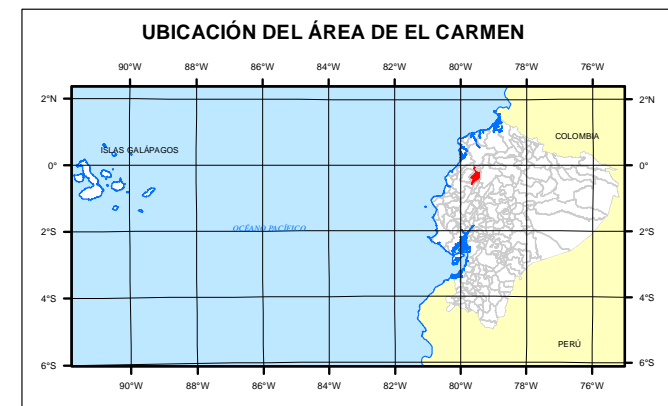 UBICACIÓN DEL ÁREA DE EL CARMEN
90°W 88°W 86°W 84°W 82°W 80°W 78°W 76°W
2°N 2°N
COLOMBIA
ISLAS GALÁPAGOS
0° 0°
OCÉANO PACÍFICO
2°S 2°S
4°S 4°S
PERÚ
6°S 6°S
90°W 88°W 86°W 84°W 82°W 80°W 78°W 76°W